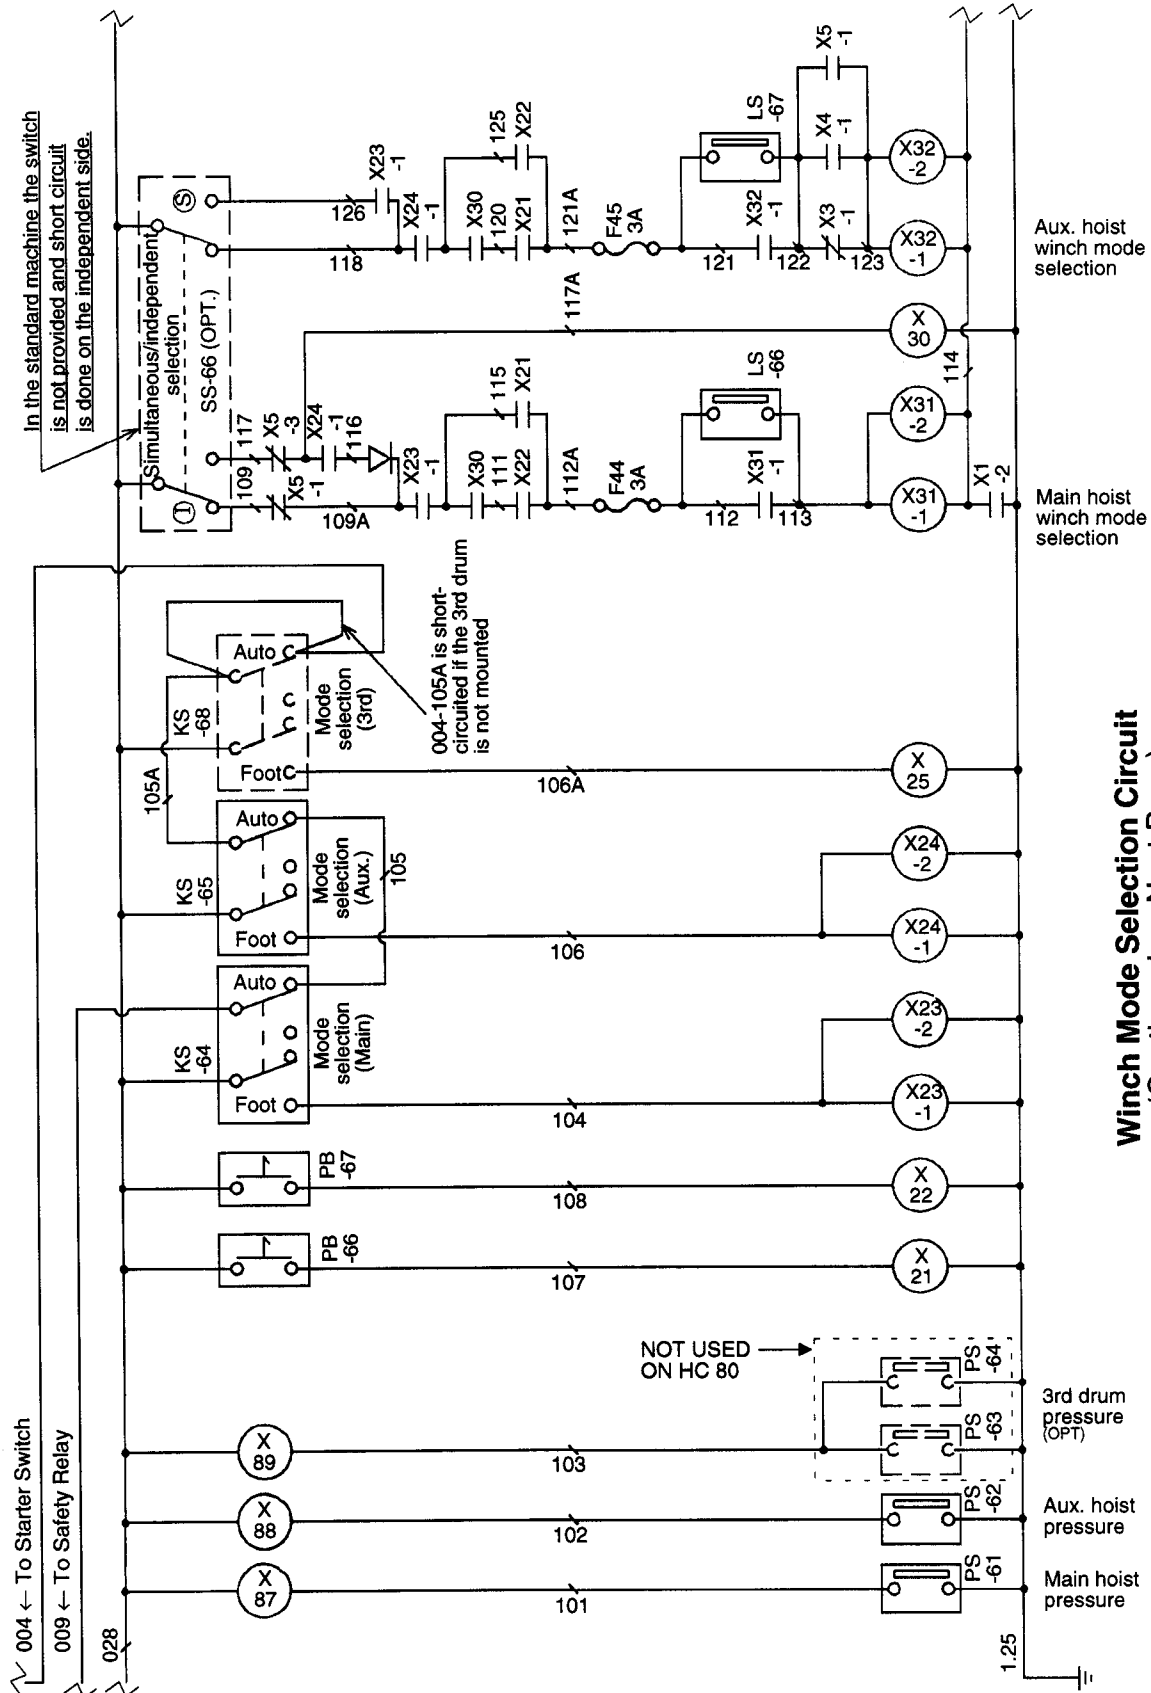 In the standard machine the switch
is not provided and short circuit
is done on the independent side.
Simultaneous/independent
selection
SS-66 (OPT.)
Ⓘ
Ⓢ
109
117
X5
-3
X5
-1
109A
X24
-1
116
X23
-1
X30
111
X22
115
X21
112A
F44
3A
112
LS
-66
X31
-1
113
X31
-1
X31
-2
X1
-2
114
Main hoist
winch mode
selection
117A
X
30
118
126
X23
-1
X24
-1
X30
120
X21
125
X22
121A
F45
3A
121
LS
-67
X32
-1
122
X3
-1
123
X4
-1
X5
-1
X32
-1
X32
-2
Aux. hoist
winch mode
selection
004-105A is short-
circuited if the 3rd drum
is not mounted
KS
-68
Auto
Foot
Mode
selection
(3rd)
105A
106A
X
25
KS
-65
Auto
Foot
Mode
selection
(Aux.)
105
106
X24
-2
X24
-1
KS
-64
Auto
Foot
Mode
selection
(Main)
104
X23
-2
X23
-1
PB
-67
108
X
22
PB
-66
107
X
21
NOT USED
ON HC 80
X
89
103
PS
-64
PS
-63
3rd drum
pressure
(OPT)
X
88
102
PS
-62
Aux. hoist
pressure
X
87
101
PS
-61
Main hoist
pressure
004 ← To Starter Switch
009 ← To Safety Relay
028
1.25
Winch Mode Selection Circuit